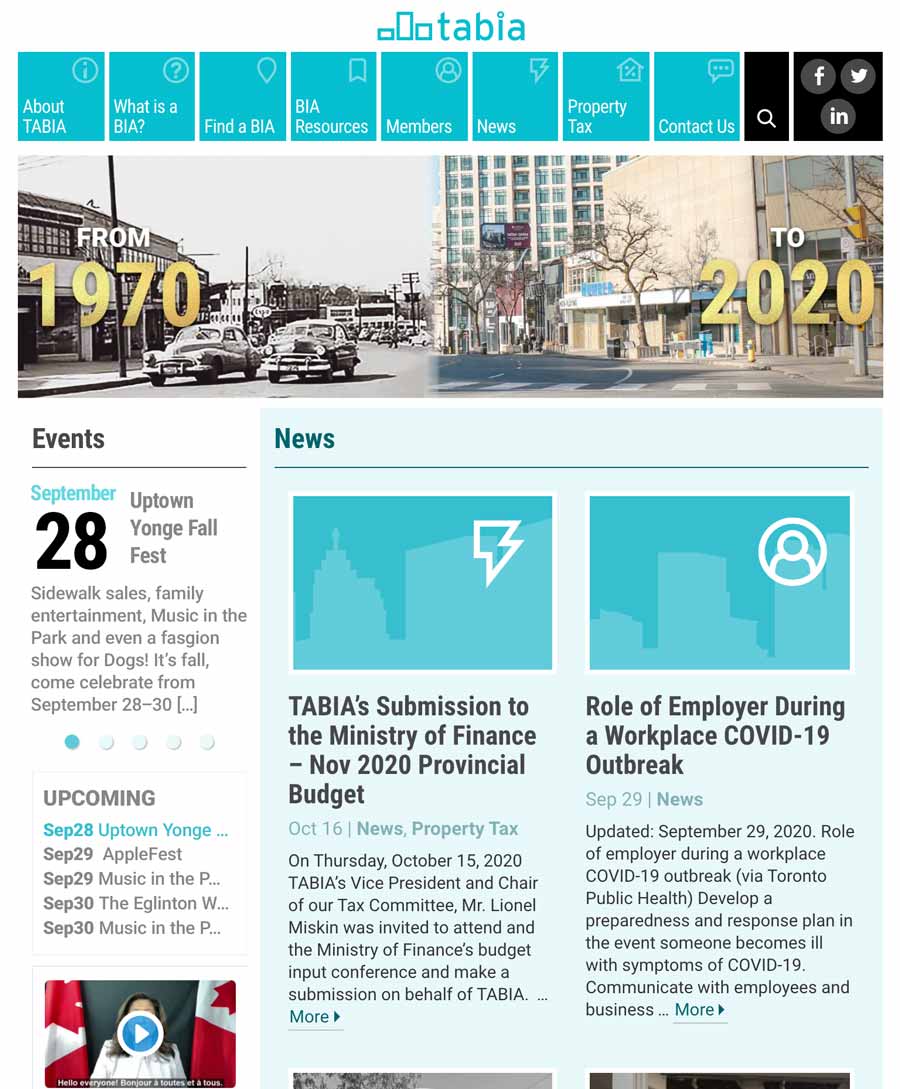 tabia
About
TABIA
What is a
BIA?
Find a BIA
BIA
Resources
Members
News
Property
Tax
Contact Us
FROM
1970
TO
2020
Events
September
28
Uptown
Yonge Fall
Fest
Sidewalk sales, family
entertainment, Music in the
Park and even a fasgion
show for Dogs! It’s fall,
come celebrate from
September 28–30 […]
UPCOMING
Sep28 Uptown Yonge ...
Sep29 AppleFest
Sep29 Music in the P...
Sep30 The Eglinton W...
Sep30 Music in the P...
Hello everyone! Bonjour à toutes et à tous.
News
TABIA’s Submission to
the Ministry of Finance
– Nov 2020 Provincial
Budget
Oct 16 | News, Property Tax
On Thursday, October 15, 2020
TABIA’s Vice President and Chair
of our Tax Committee, Mr. Lionel
Miskin was invited to attend and
the Ministry of Finance’s budget
input conference and make a
submission on behalf of TABIA. ...
More
Role of Employer During
a Workplace COVID-19
Outbreak
Sep 29 | News
Updated: September 29, 2020. Role
of employer during a workplace
COVID-19 outbreak (via Toronto
Public Health) Develop a
preparedness and response plan in
the event someone becomes ill
with symptoms of COVID-19.
Communicate with employees and
business ... More